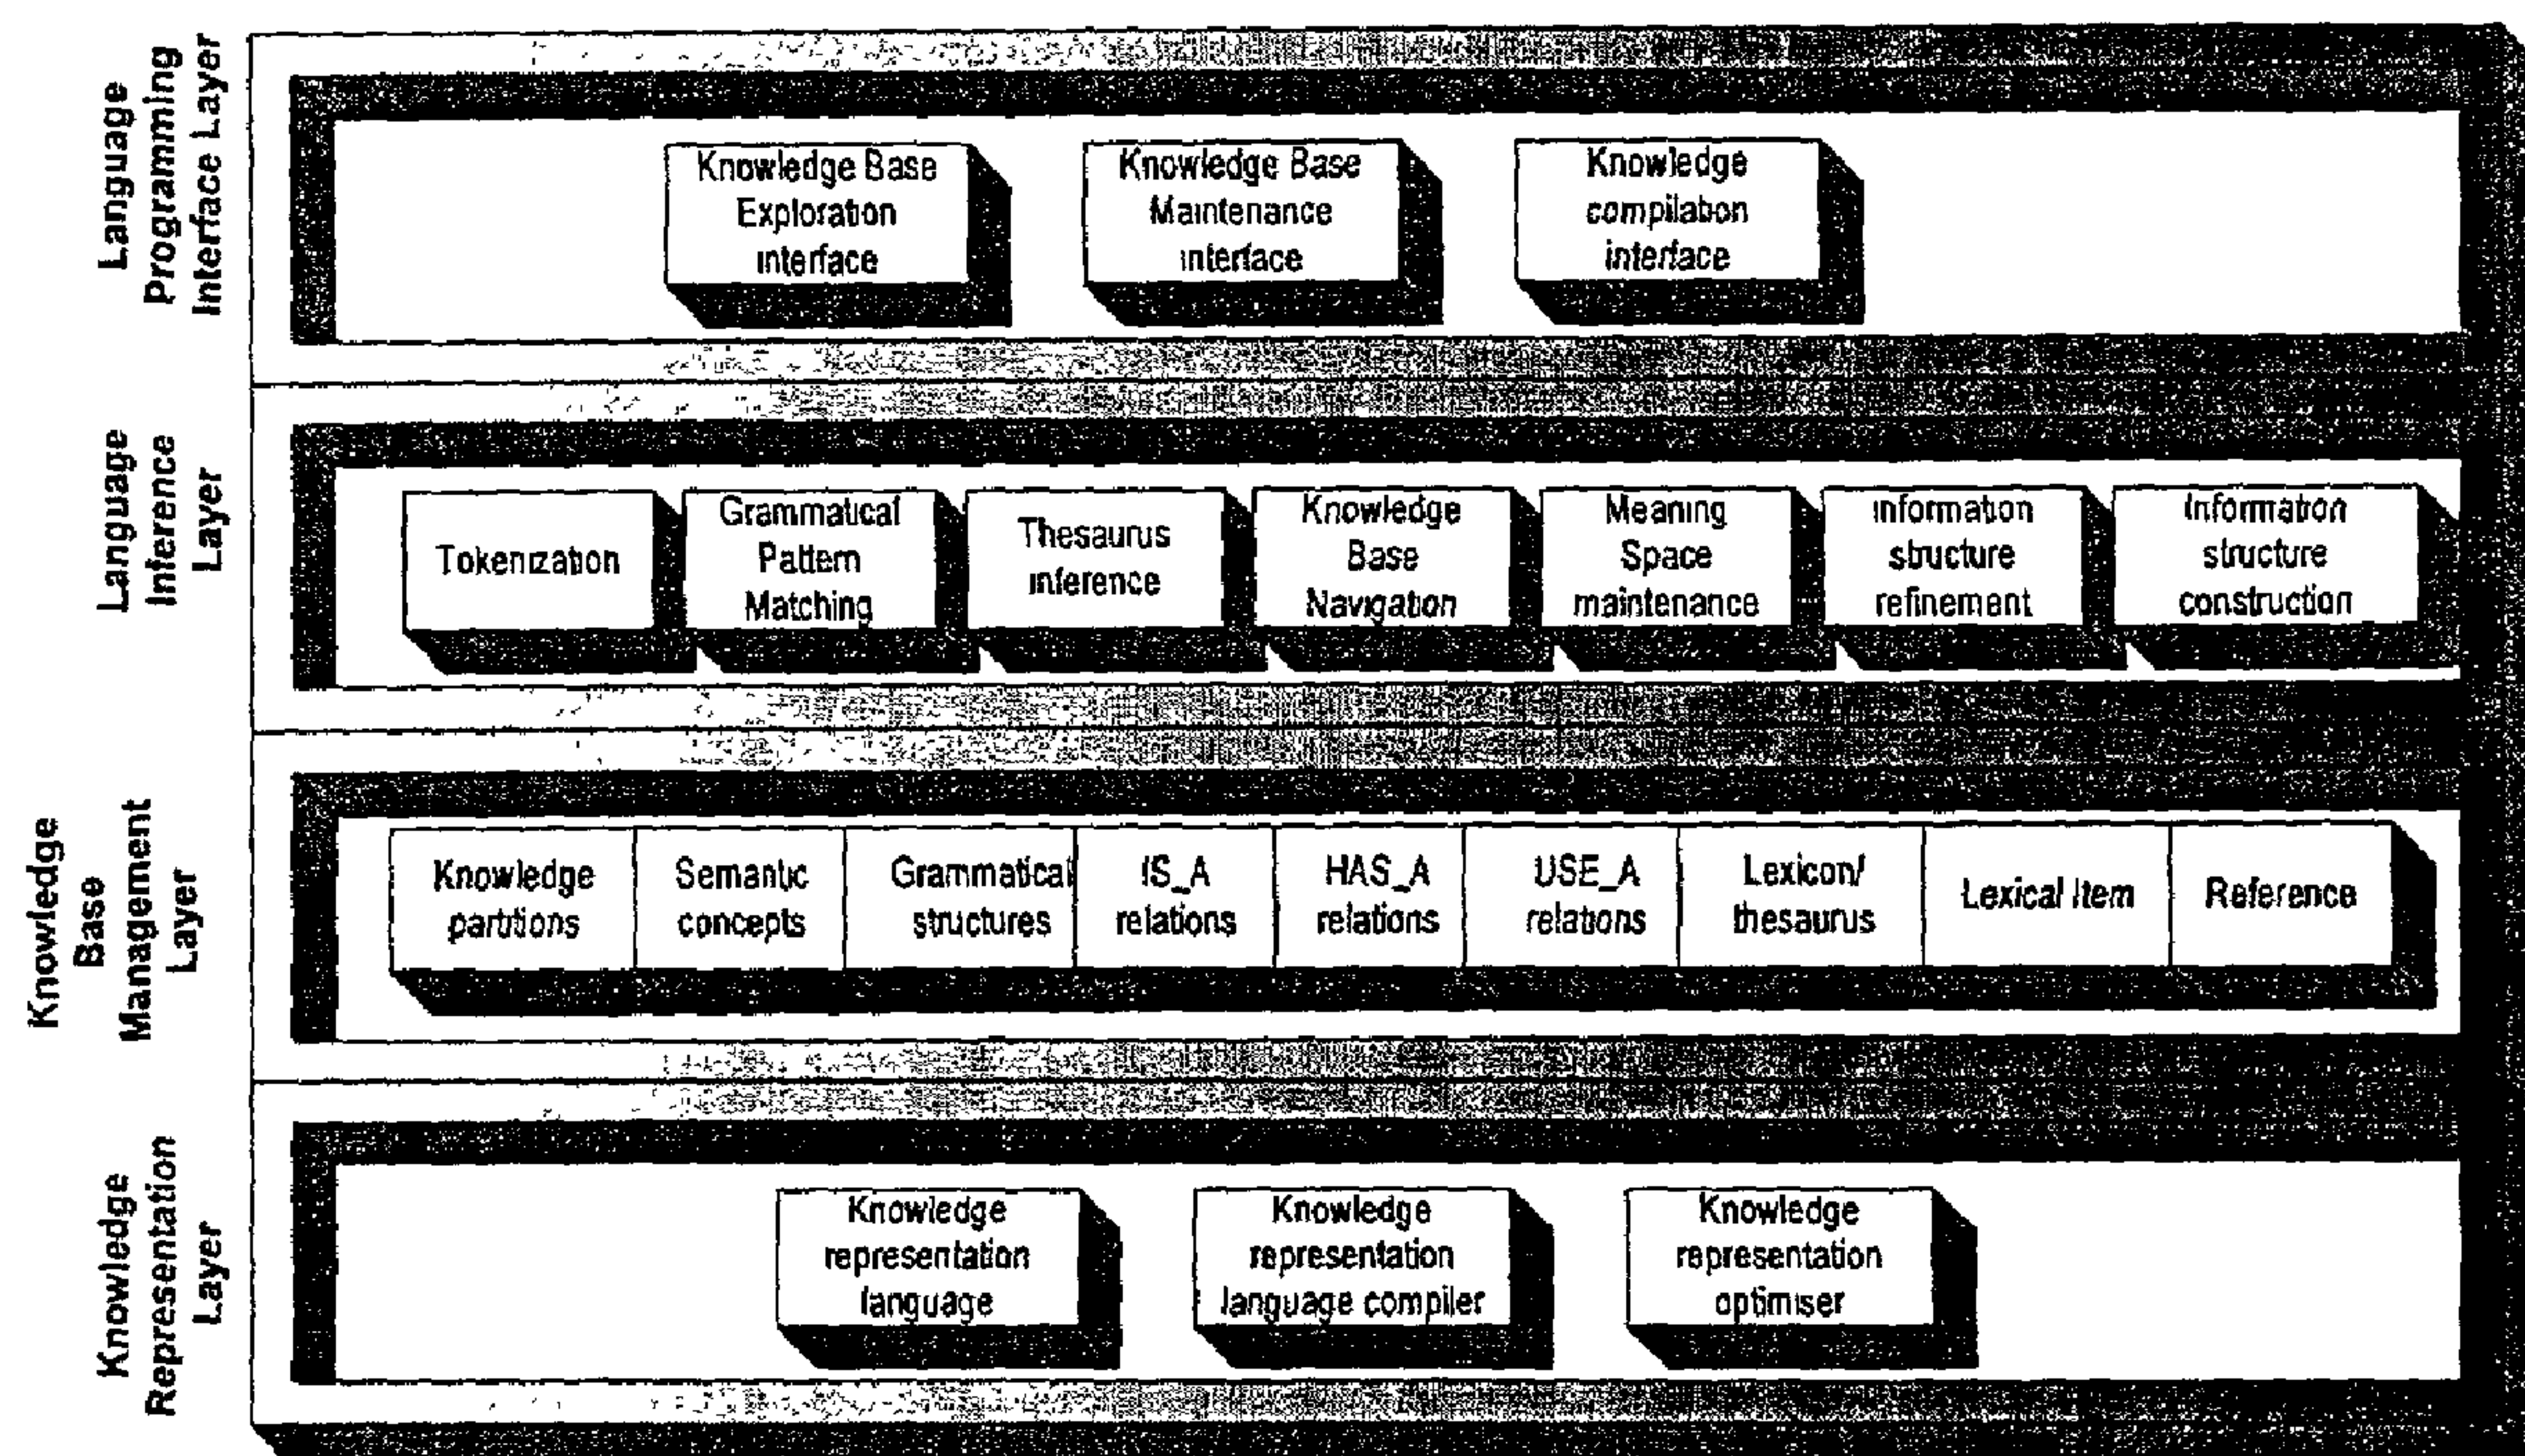 Language
Programming
Interface Layer
Knowledge Base
Exploration
interface
Knowledge Base
Maintenance
interface
Knowledge
compilation
interface
Language
Inference
Layer
Tokenization
Grammatical
Pattern
Matching
Thesaurus
inference
Knowledge
Base
Navigation
Meaning
Space
maintenance
information
structure
refinement
Information
structure
construction
Knowledge
Base
Management
Layer
Knowledge
partitions
Semantic
concepts
Grammatical
structures
IS_A
relations
HAS_A
relations
USE_A
relations
Lexicon/
thesaurus
Lexical Item
Reference
Knowledge
Representation
Layer
Knowledge
representation
language
Knowledge
representation
language compiler
Knowledge
representation
optimiser